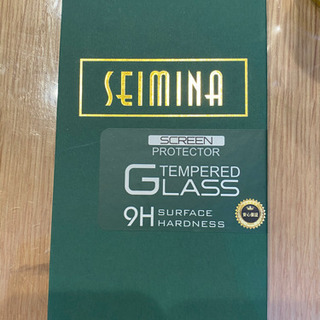 SEIMINA
SCREEN
PROTECTOR
TEMPERED
GLASS
9H SURFACE
HARDNESS